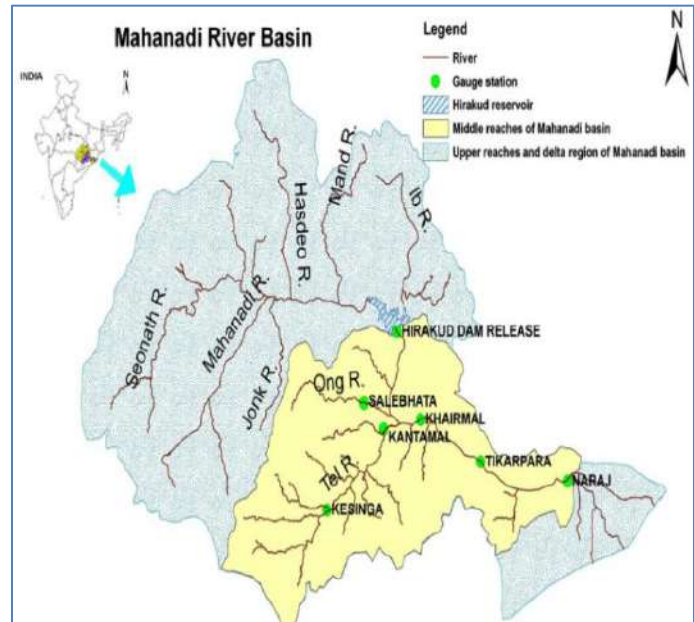 Mahanadi River Basin
INDIA
N
Legend
River
Gauge station
Hirakud reservoir
Middle reaches of Mahanadi basin
Upper reaches and delta region of Mahanadi basin
N
Mand R.
Ib R.
Hasdeo R.
Seonath R.
Mahanadi R.
Jonk R.
HIRAKUD DAM RELEASE
Ong R.
SALEBHATA
KHAIRMAL
KANTAMAL
Tel R.
TIKARPARA
NARAJ
KESINGA